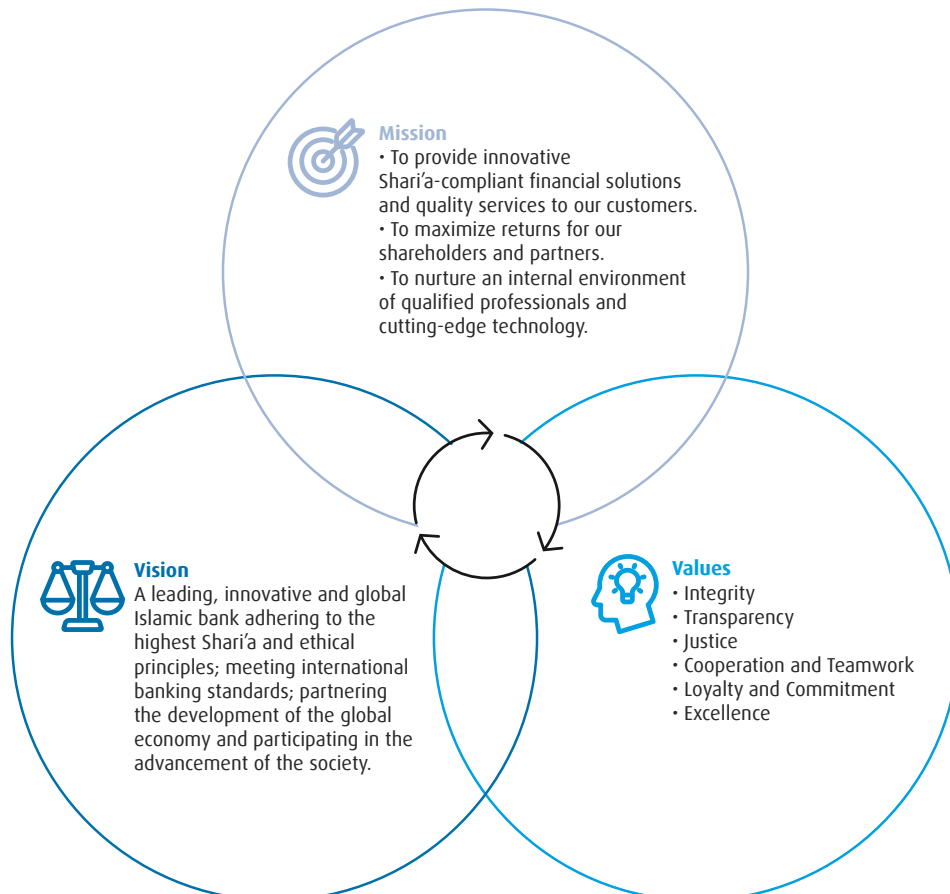 Mission
• To provide innovative
Shari’a-compliant financial solutions
and quality services to our customers.
• To maximize returns for our
shareholders and partners.
• To nurture an internal environment
of qualified professionals and
cutting-edge technology.
Vision
A leading, innovative and global
Islamic bank adhering to the
highest Shari’a and ethical
principles; meeting international
banking standards; partnering
the development of the global
economy and participating in the
advancement of the society.
Values
• Integrity
• Transparency
• Justice
• Cooperation and Teamwork
• Loyalty and Commitment
• Excellence